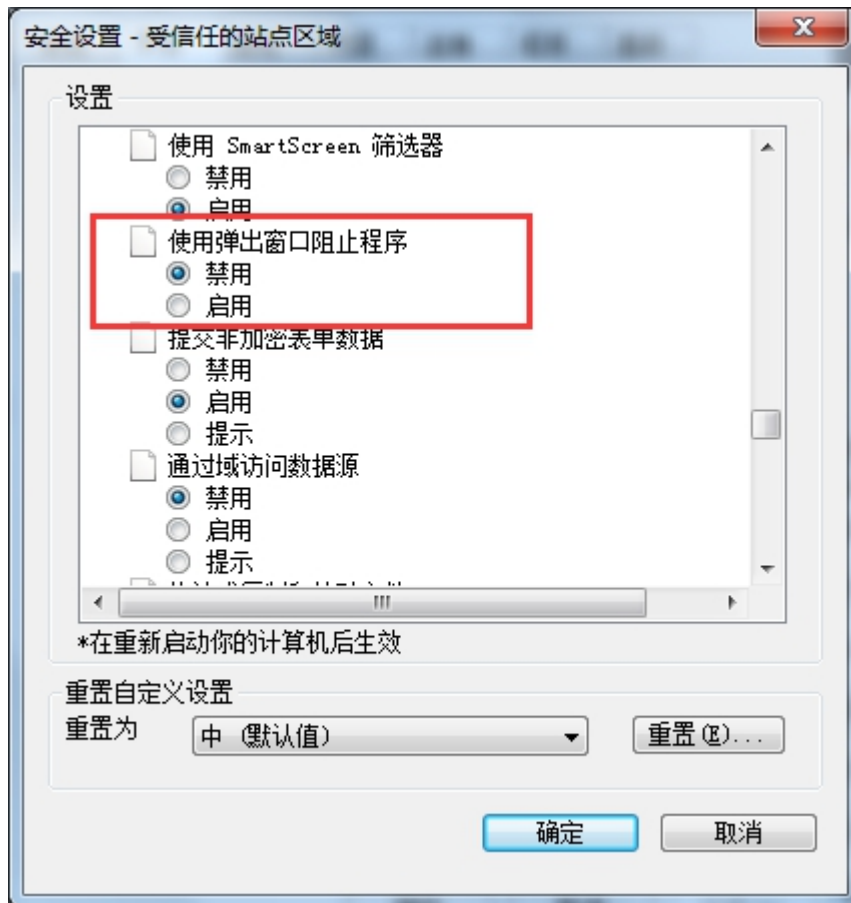 安全设置 - 受信任的站点区域
设置
使用 SmartScreen 筛选器
禁用
启用
使用弹出窗口阻止程序
禁用
启用
提交非加密表单数据
禁用
启用
提示
通过域访问数据源
禁用
启用
提示
*在重新启动你的计算机后生效
重置自定义设置
重置为
中 (默认值)
重置(E)...
确定
取消